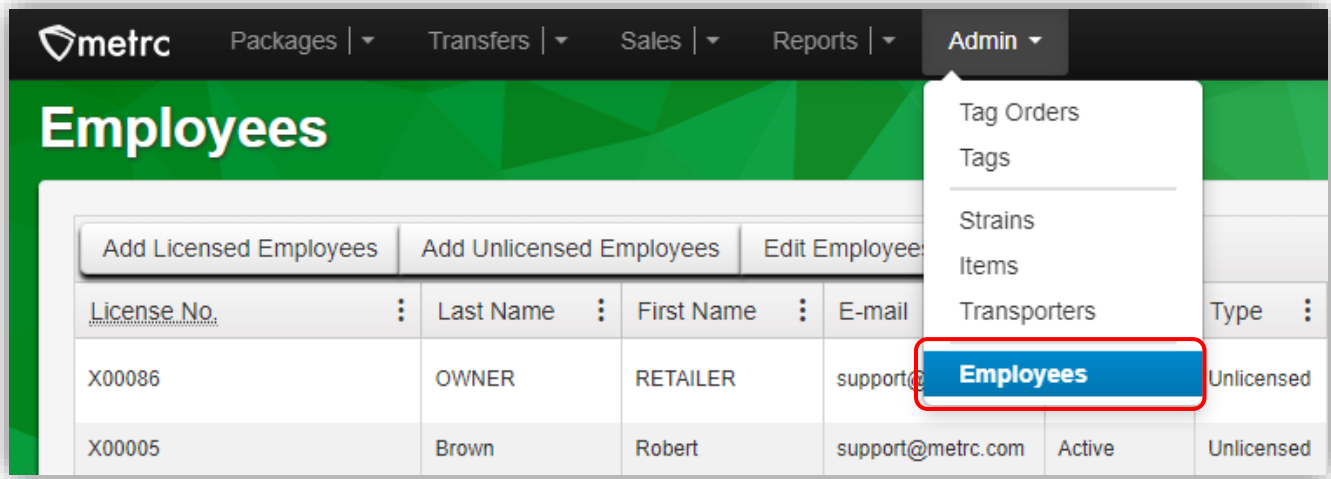 metrc Packages | Transfers | Sales | Reports | Admin
Employees
Tag Orders
Tags
Strains
Items
Transporters
Employees
Add Licensed Employees Add Unlicensed Employees Edit Employees
License No. Last Name First Name E-mail Type
X00086 OWNER RETAILER support@ Unlicensed
X00005 Brown Robert support@metrc.com Active Unlicensed